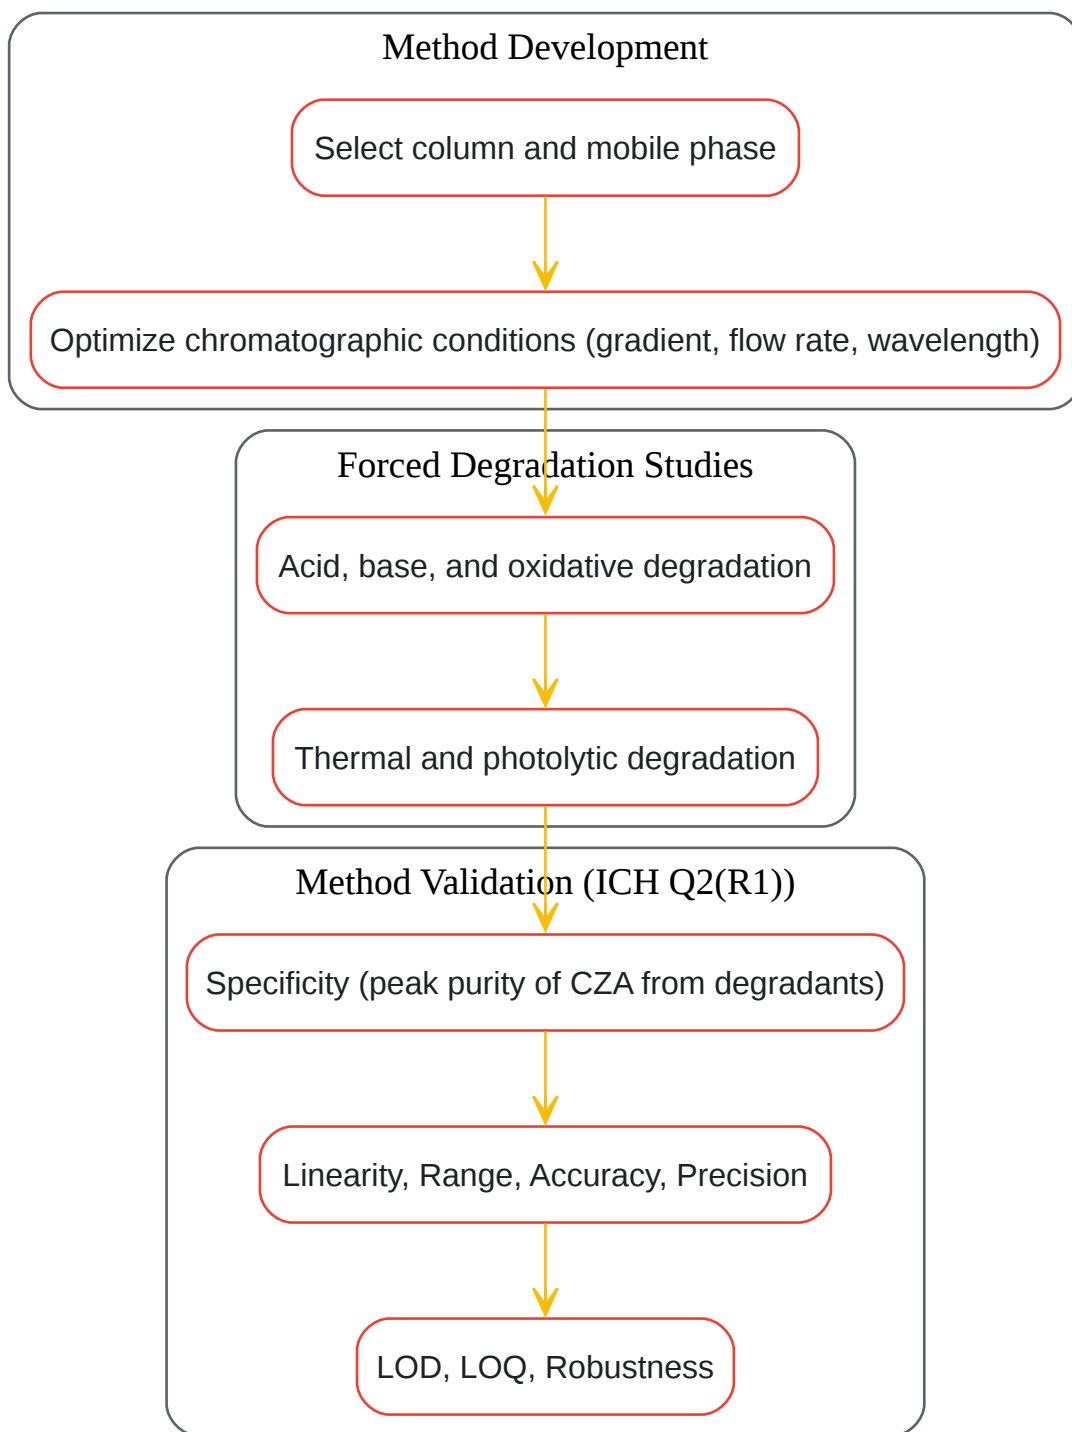 Method Development
Select column and mobile phase
Optimize chromatographic conditions (gradient, flow rate, wavelength)
Forced Degradation Studies
Acid, base, and oxidative degradation
Thermal and photolytic degradation
Method Validation (ICH Q2(R1))
Specificity (peak purity of CZA from degradants)
Linearity, Range, Accuracy, Precision
LOD, LOQ, Robustness